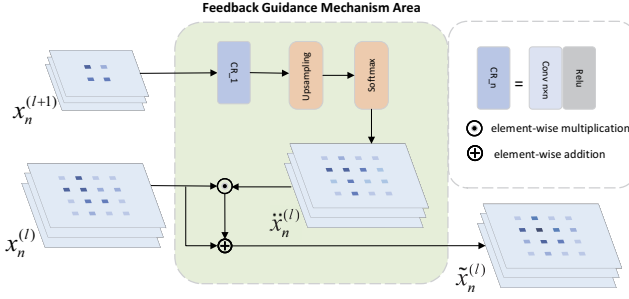 Feedback Guidance Mechanism Area
CR_1
Upsampling
Softmax
CR_n
=
Conv n×n
Relu
element-wise multiplication
element-wise addition
x_n^{(l+1)}
x_n^{(l)}
ẍ_n^{(l)}
x̃_n^{(l)}